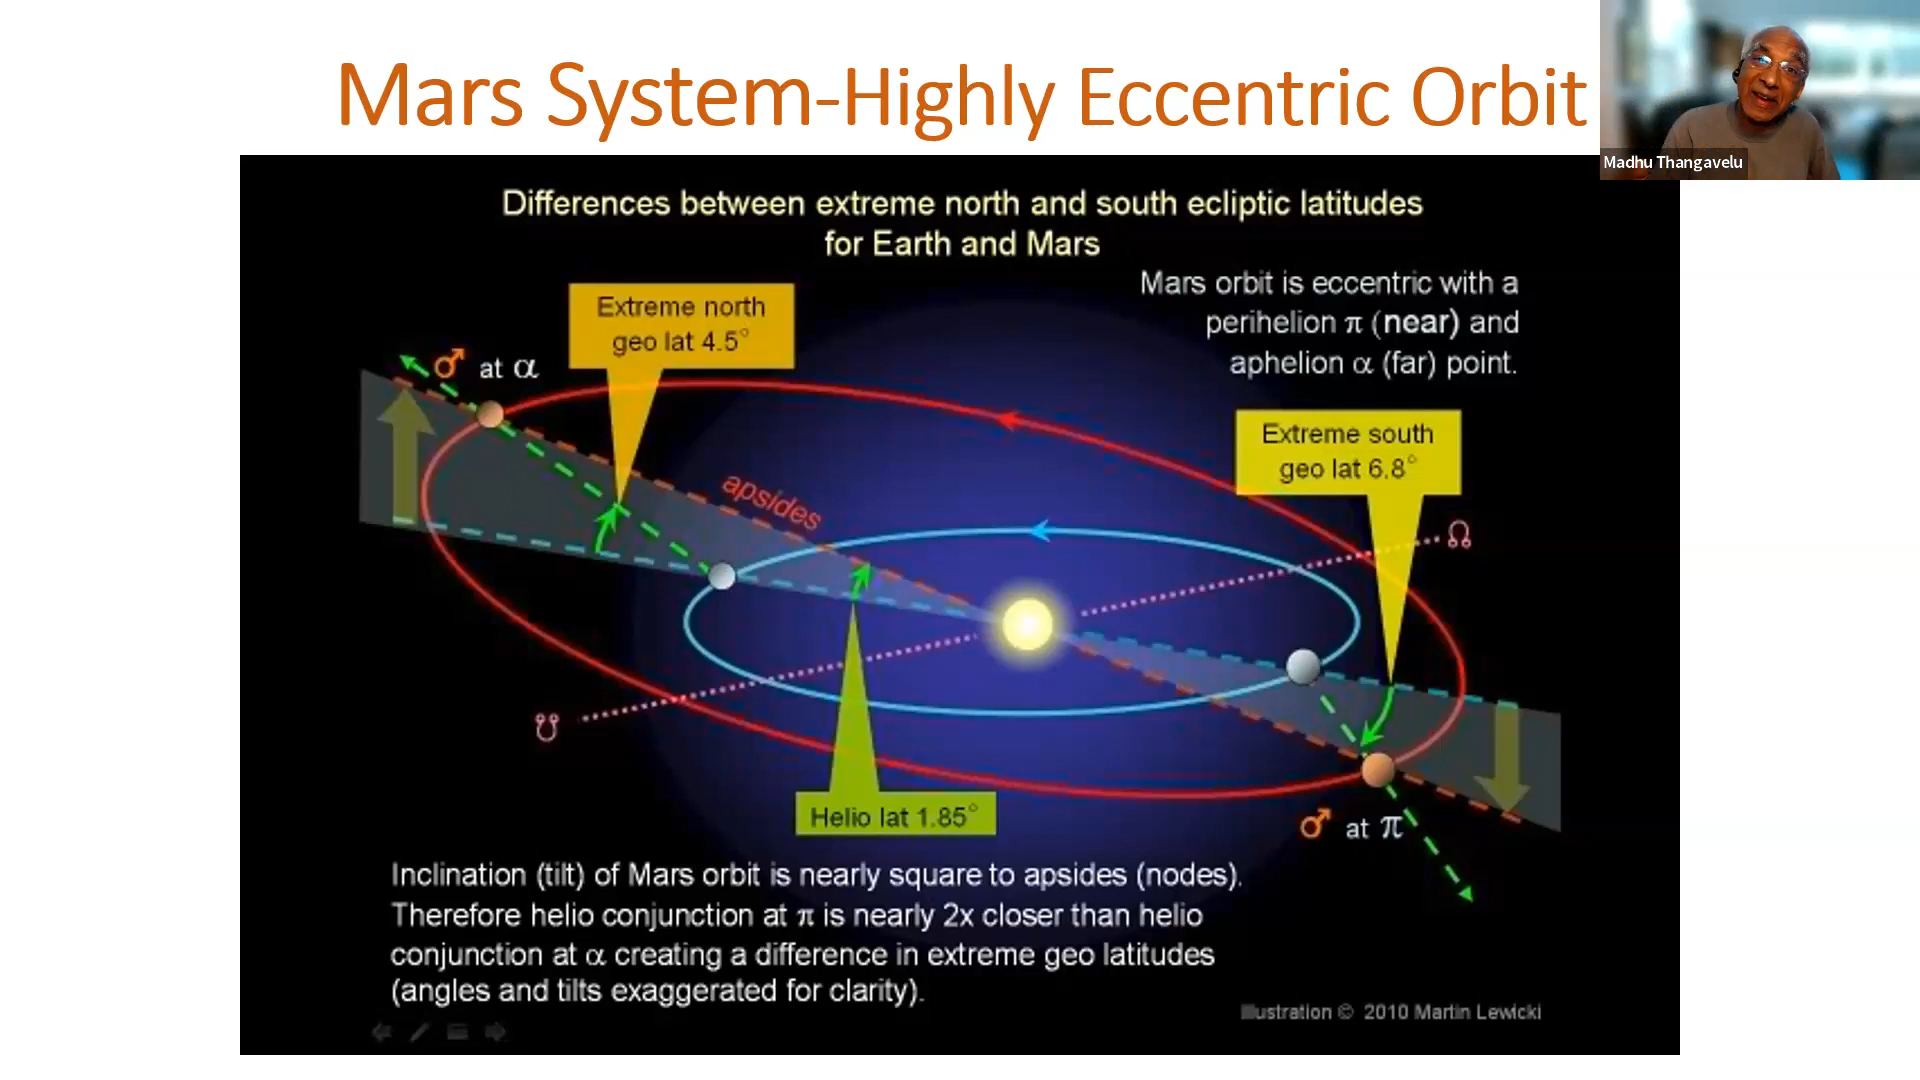 Mars System-Highly Eccentric Orbit
Madhu Thangavelu
Differences between extreme north and south ecliptic latitudes
for Earth and Mars
Mars orbit is eccentric with a
perihelion π (near) and
aphelion α (far) point.
Extreme north
geo lat 4.5°
♂ at α
Extreme south
geo lat 6.8°
apsides
☊
☋
Helio lat 1.85°
♂ at π
Inclination (tilt) of Mars orbit is nearly square to apsides (nodes).
Therefore helio conjunction at π is nearly 2x closer than helio
conjunction at α creating a difference in extreme geo latitudes
(angles and tilts exaggerated for clarity).
Illustration © 2010 Martin Lewicki